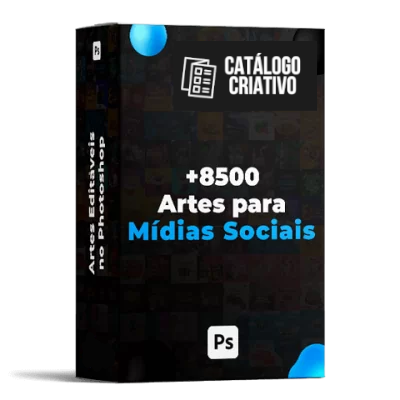 CATÁLOGO
CRIATIVO
+8500
Artes para
Mídias Sociais
Ps
Ps
Artes Editáveis
no Photoshop